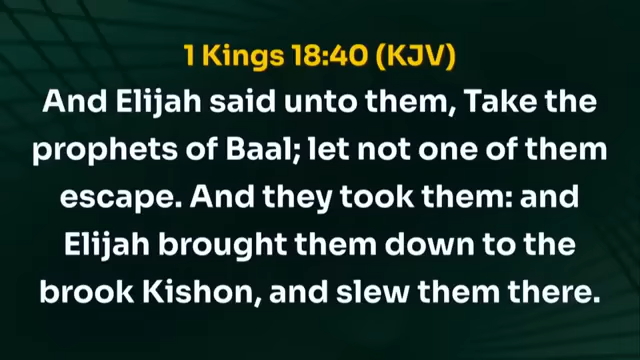 1 Kings 18:40 (KJV)
And Elijah said unto them, Take the
prophets of Baal; let not one of them
escape. And they took them: and
Elijah brought them down to the
brook Kishon, and slew them there.